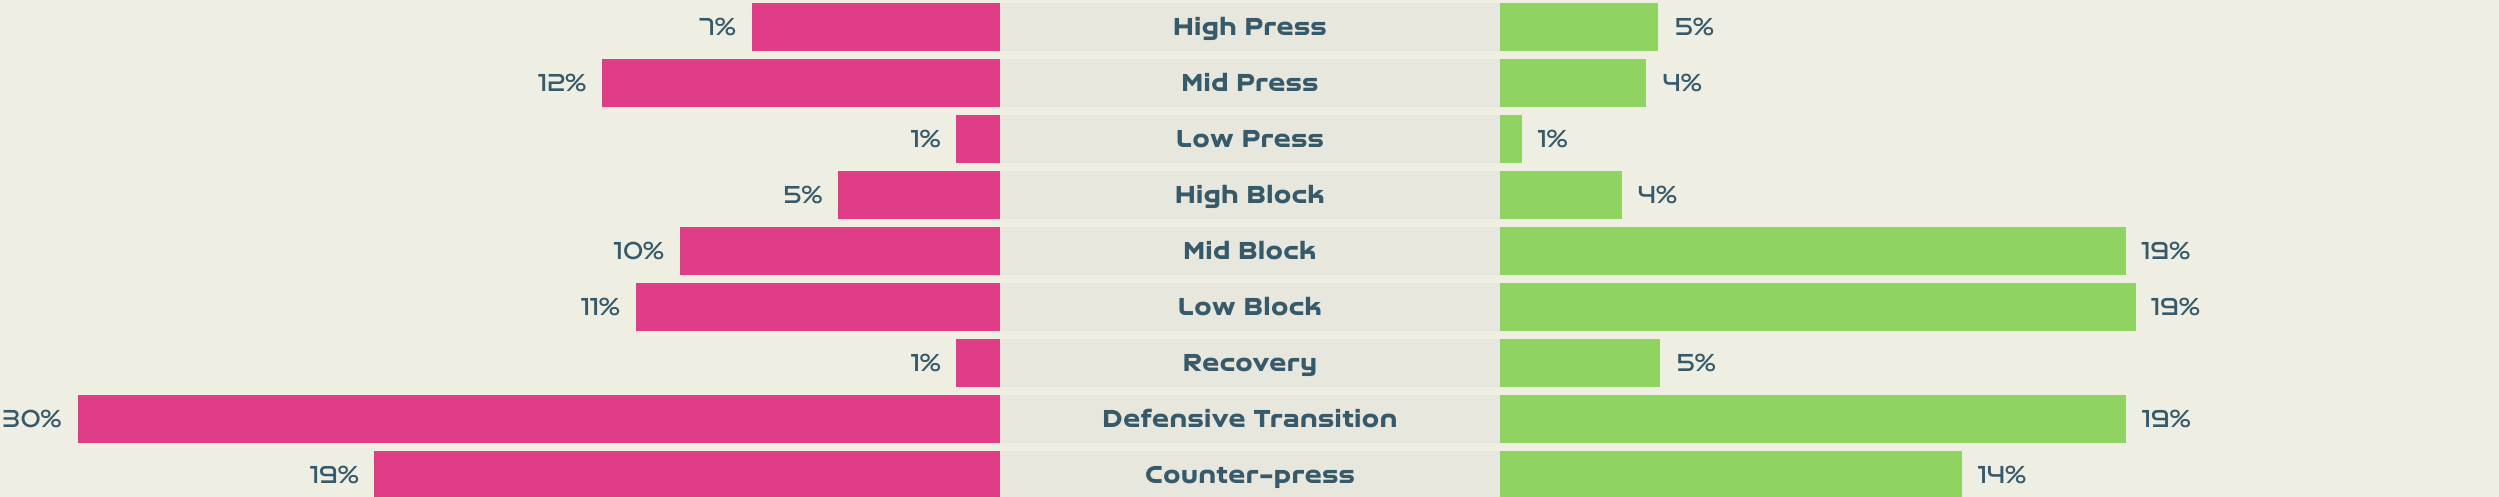 7% High Press 5%
12% Mid Press 4%
1% Low Press 1%
5% High Block 4%
10% Mid Block 19%
11% Low Block 19%
1% Recovery 5%
30% Defensive Transition 19%
19% Counter-press 14%